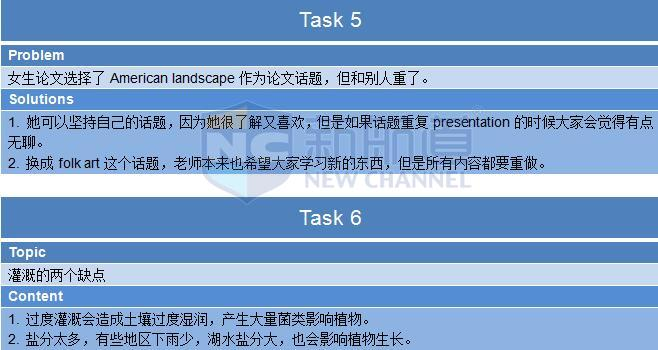 Task 5
Problem
女生论文选择了 American landscape 作为论文话题，但和别人重了。
Solutions
1. 她可以坚持自己的话题，因为她很了解又喜欢，但是如果话题重复 presentation 的时候大家会觉得有点
无聊。
2. 换成 folk art 这个话题，老师本来也希望大家学习新的东西，但是所有内容都要重做。
新航道
NEW CHANNEL
Task 6
Topic
灌溉的两个缺点
Content
1. 过度灌溉会造成土壤过度湿润，产生大量菌类影响植物。
2. 盐分太多，有些地区下雨少，湖水盐分大，也会影响植物生长。